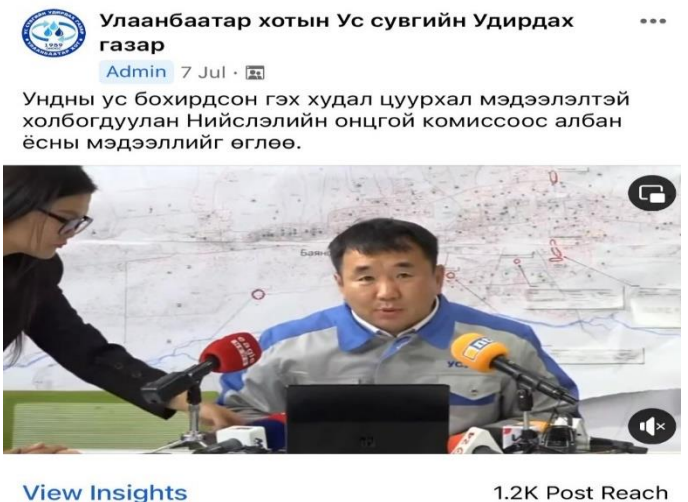 Улаанбаатар хотын Ус сувгийн Удирдах
газар
Admin 7 Jul
Ундны ус бохирдсон гэх худал цуурхал мэдээлэлтэй
холбогдуулан Нийслэлийн онцгой комиссоос албан
ёсны мэдээллийг өглөө.
1959
View Insights
1.2K Post Reach